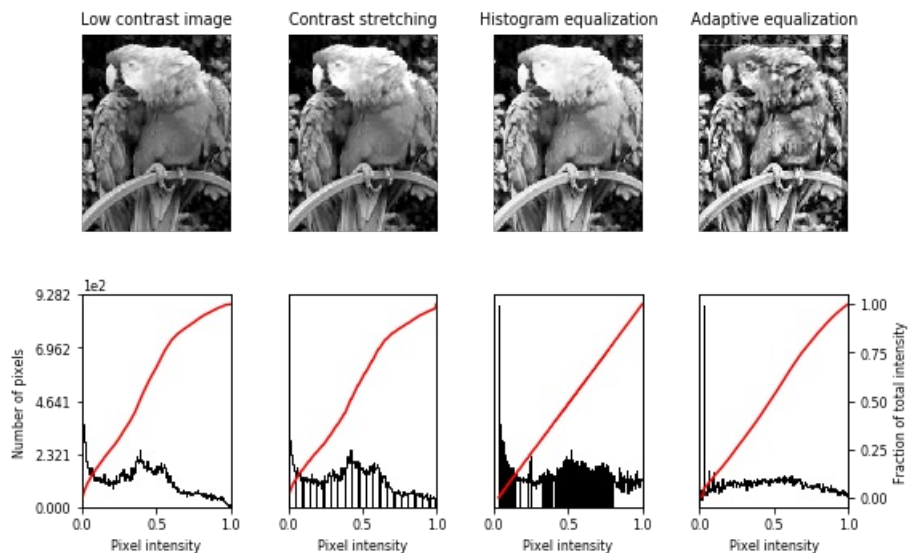 Low contrast image
Contrast stretching
Histogram equalization
Adaptive equalization
1e2
9.282
6.962
4.641
2.321
0.000
Number of pixels
0.0 0.5 1.0
Pixel intensity
0.0 0.5 1.0
Pixel intensity
0.0 0.5 1.0
Pixel intensity
0.0 0.5 1.0
Pixel intensity
1.00
0.75
0.50
0.25
0.00
Fraction of total intensity